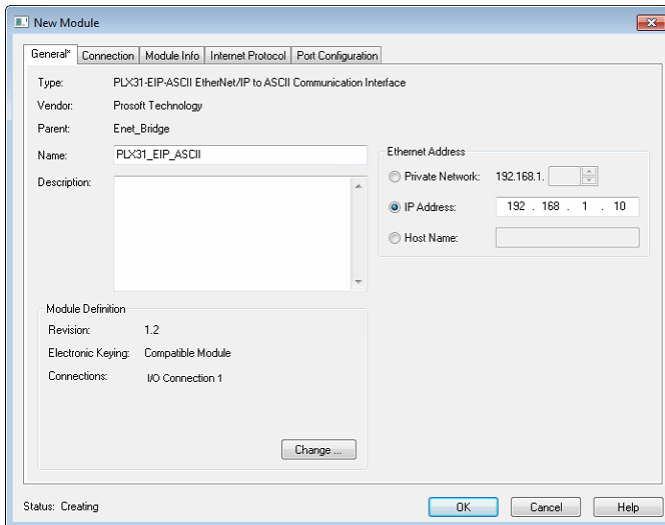 New Module
General* Connection Module Info Internet Protocol Port Configuration
Type: PLX31-EIP-ASCII EtherNet/IP to ASCII Communication Interface
Vendor: Prosoft Technology
Parent: Enet_Bridge
Name: PLX31_EIP_ASCII
Description:
Ethernet Address
Private Network: 192.168.1.
IP Address: 192 . 168 . 1 . 10
Host Name:
Module Definition
Revision: 1.2
Electronic Keying: Compatible Module
Connections: I/O Connection 1
Change ...
Status: Creating
OK Cancel Help